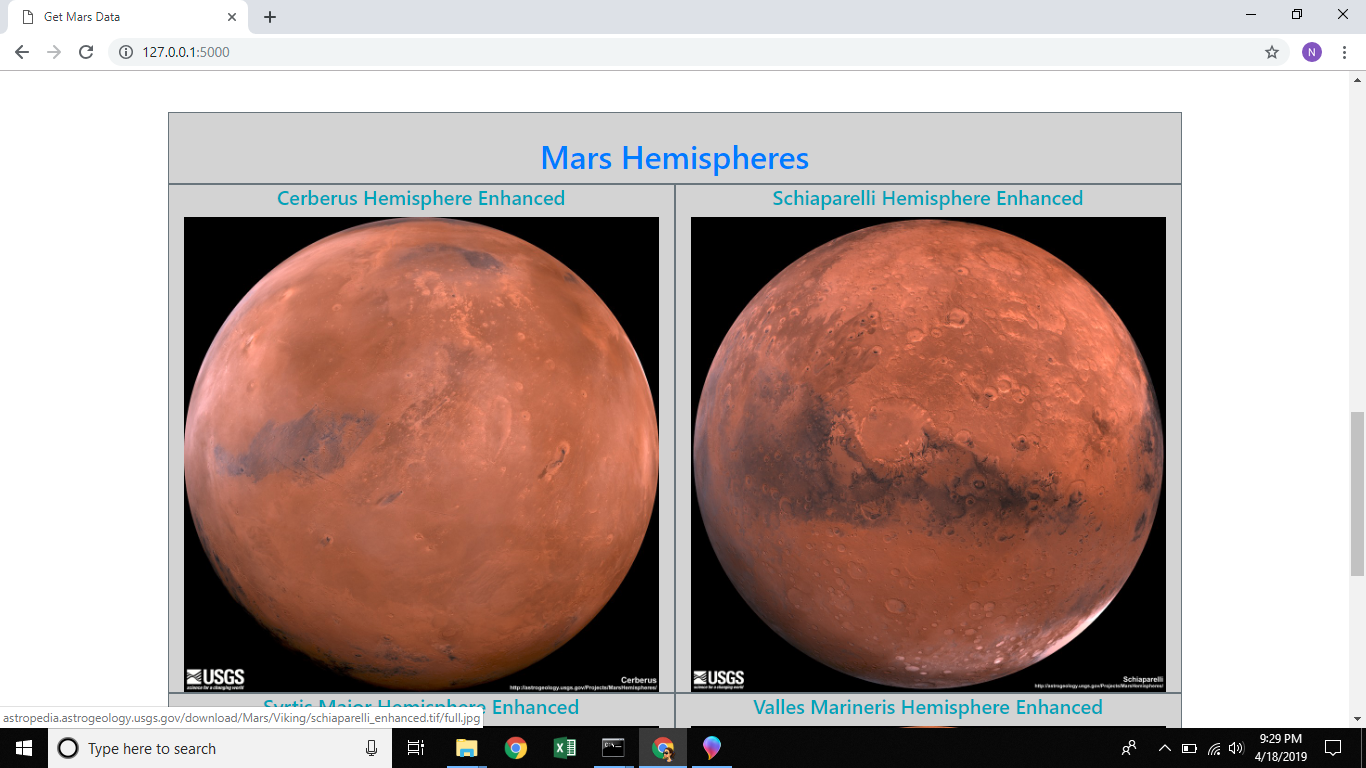 Get Mars Data
N
127.0.0.1:5000
Mars Hemispheres
Cerberus Hemisphere Enhanced
Schiaparelli Hemisphere Enhanced
USGS
science for a changing world
Cerberus
http://astrogeology.usgs.gov/Projects/MarsHemispheres/
USGS
science for a changing world
Schiaparelli
http://astrogeology.usgs.gov/Projects/MarsHemispheres/
Syrtis Major Hemisphere Enhanced
Valles Marineris Hemisphere Enhanced
astropedia.astrogeology.usgs.gov/download/Mars/Viking/schiaparelli_enhanced.tif/full.jpg
Type here to search
9:29 PM
4/18/2019